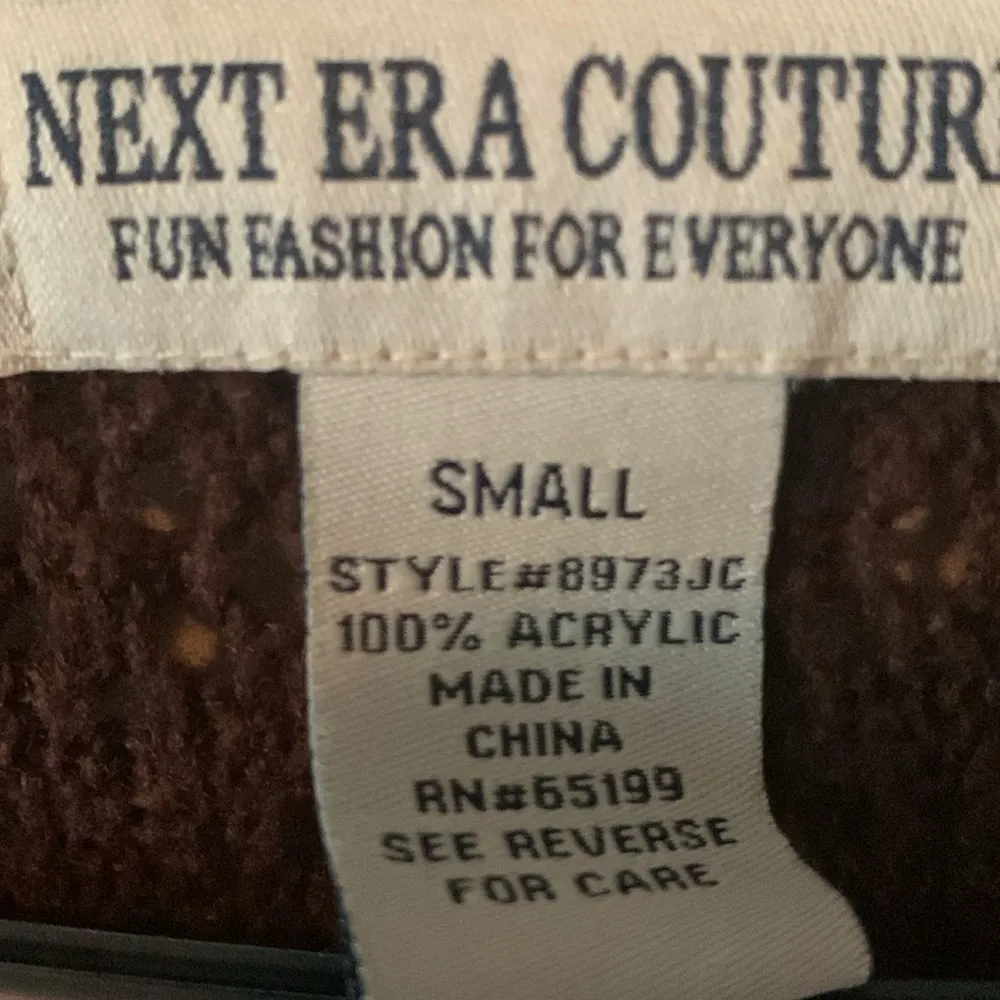 NEXT ERA COUTURE
FUN FASHION FOR EVERYONE
SMALL
STYLE#8973JC
100% ACRYLIC
MADE IN
CHINA
RN#65199
SEE REVERSE
FOR CARE